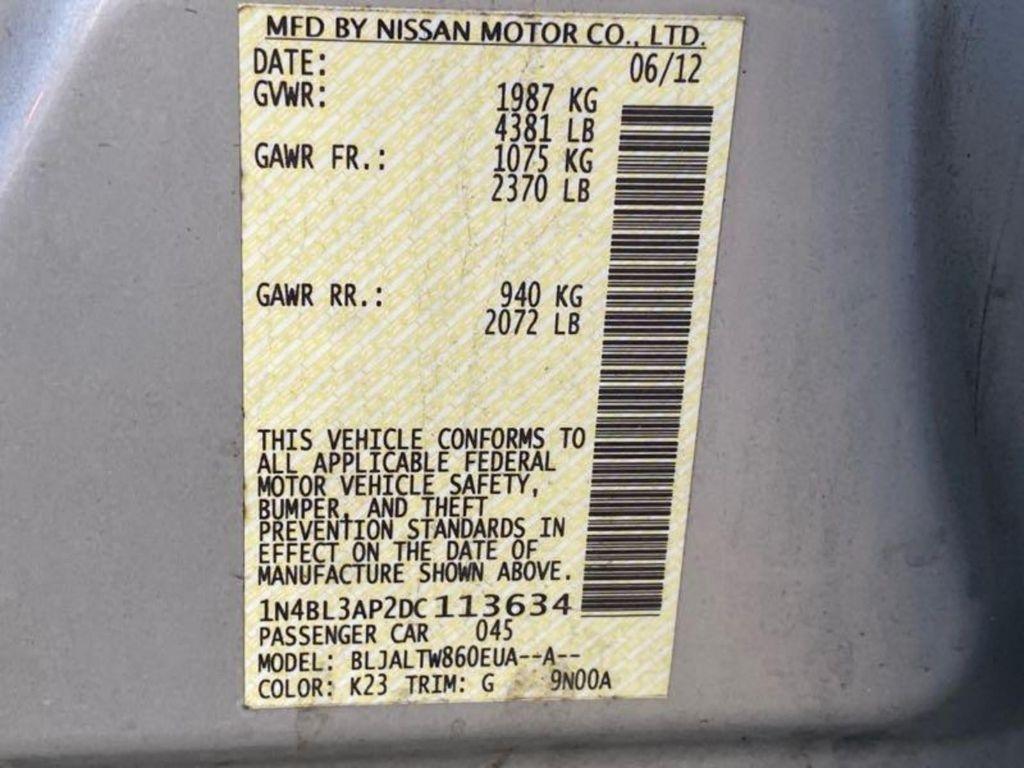 MFD BY NISSAN MOTOR CO., LTD.
DATE: 06/12
GVWR: 1987 KG
4381 LB
GAWR FR.: 1075 KG
2370 LB
GAWR RR.: 940 KG
2072 LB
THIS VEHICLE CONFORMS TO
ALL APPLICABLE FEDERAL
MOTOR VEHICLE SAFETY,
BUMPER, AND THEFT
PREVENTION STANDARDS IN
EFFECT ON THE DATE OF
MANUFACTURE SHOWN ABOVE.
1N4BL3AP2DC113634
PASSENGER CAR 045
MODEL: BLJALTW860EUA--A--
COLOR: K23 TRIM: G 9N00A